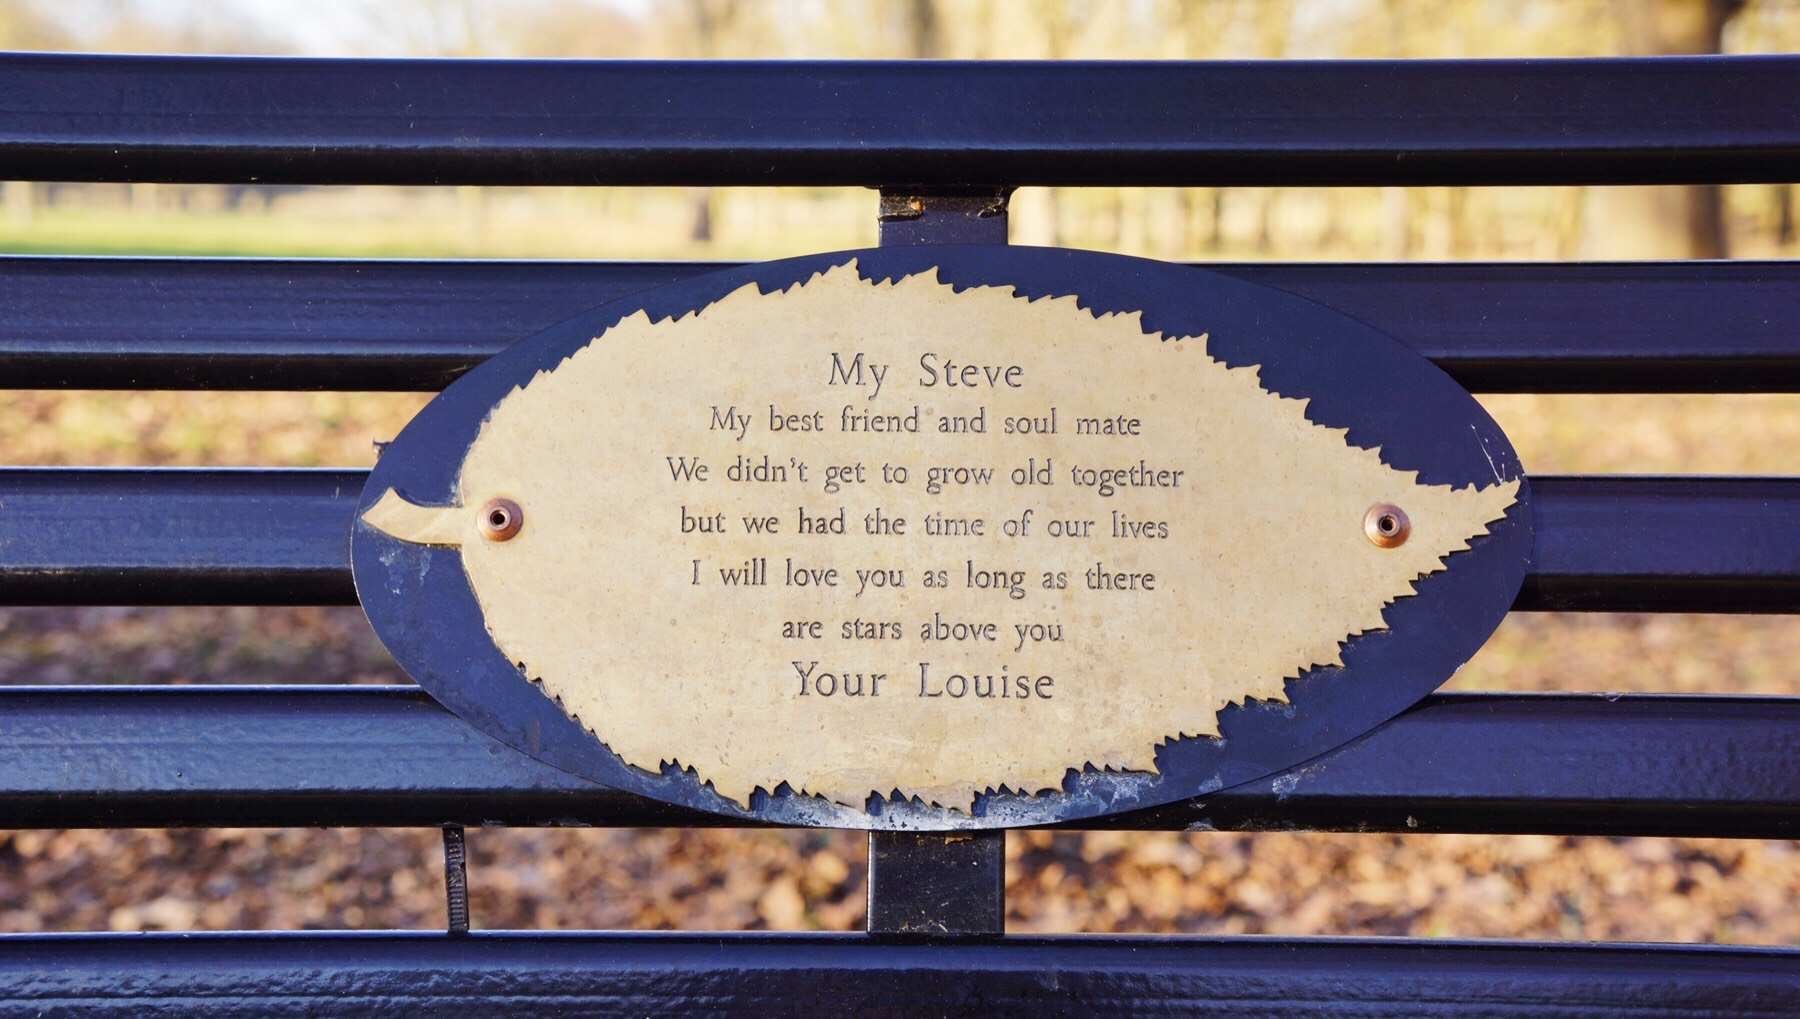 My Steve
My best friend and soul mate
We didn't get to grow old together
but we had the time of our lives
I will love you as long as there
are stars above you
Your Louise